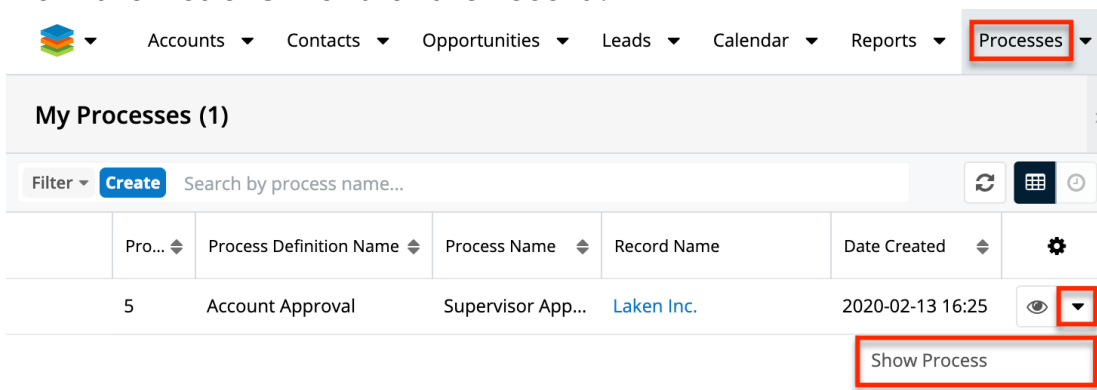 Accounts Contacts Opportunities Leads Calendar Reports Processes
My Processes (1)
Filter Create Search by process name...
Pro... Process Definition Name Process Name Record Name Date Created
5 Account Approval Supervisor App... Laken Inc. 2020-02-13 16:25
Show Process